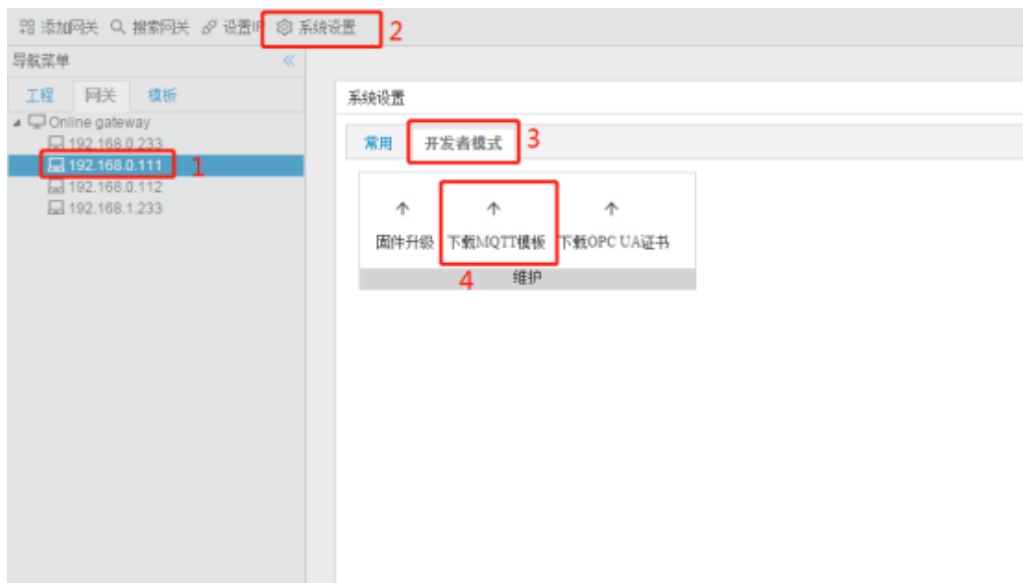 添加网关 搜索网关 设置IP 系统设置 2
导航菜单
工程 网关 模板
系统设置
Online gateway
常用 开发者模式 3
192.168.0.233
192.168.0.111 1
192.168.0.112
192.168.1.233
固件升级 下载MQTT模板 下载OPC UA证书
4 维护